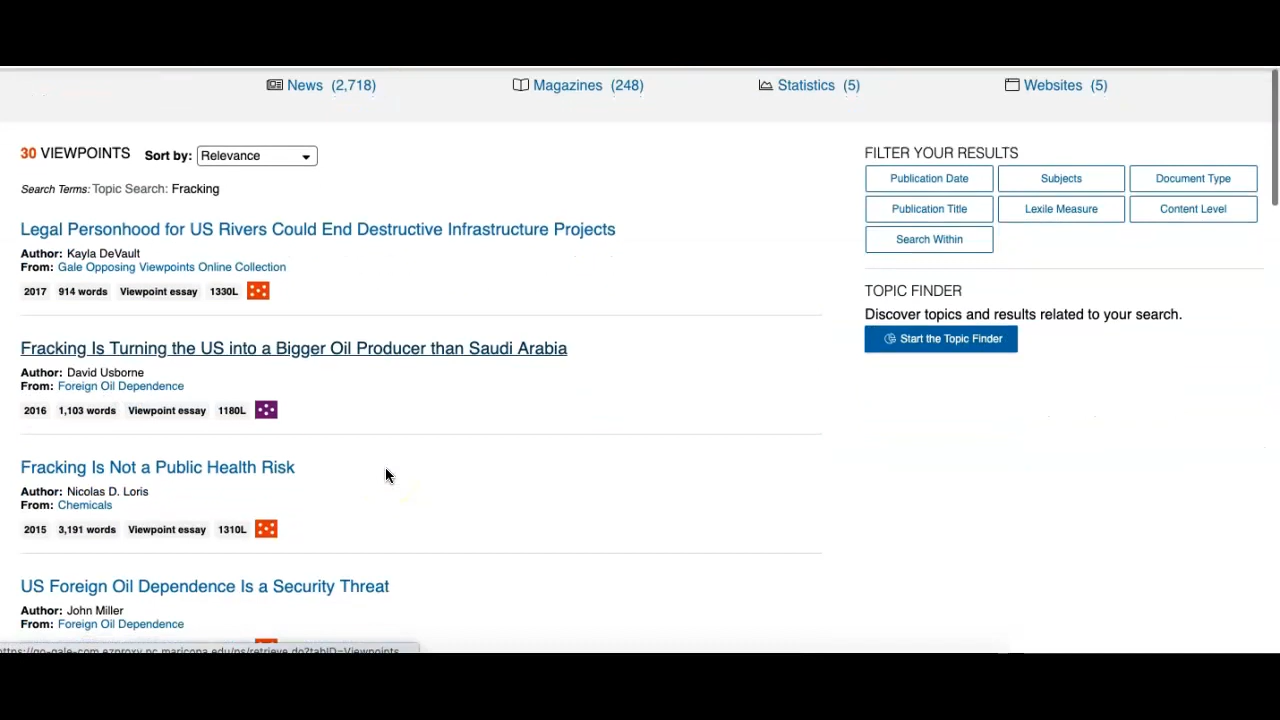 News (2,718) Magazines (248) Statistics (5) Websites (5)
30 VIEWPOINTS Sort by: Relevance
Search Terms: Topic Search: Fracking
Legal Personhood for US Rivers Could End Destructive Infrastructure Projects
Author: Kayla DeVault
From: Gale Opposing Viewpoints Online Collection
2017 914 words Viewpoint essay 1330L
Fracking Is Turning the US into a Bigger Oil Producer than Saudi Arabia
Author: David Usborne
From: Foreign Oil Dependence
2016 1,103 words Viewpoint essay 1180L
Fracking Is Not a Public Health Risk
Author: Nicolas D. Loris
From: Chemicals
2015 3,191 words Viewpoint essay 1310L
US Foreign Oil Dependence Is a Security Threat
Author: John Miller
From: Foreign Oil Dependence
FILTER YOUR RESULTS
Publication Date Subjects Document Type
Publication Title Lexile Measure Content Level
Search Within
TOPIC FINDER
Discover topics and results related to your search.
Start the Topic Finder